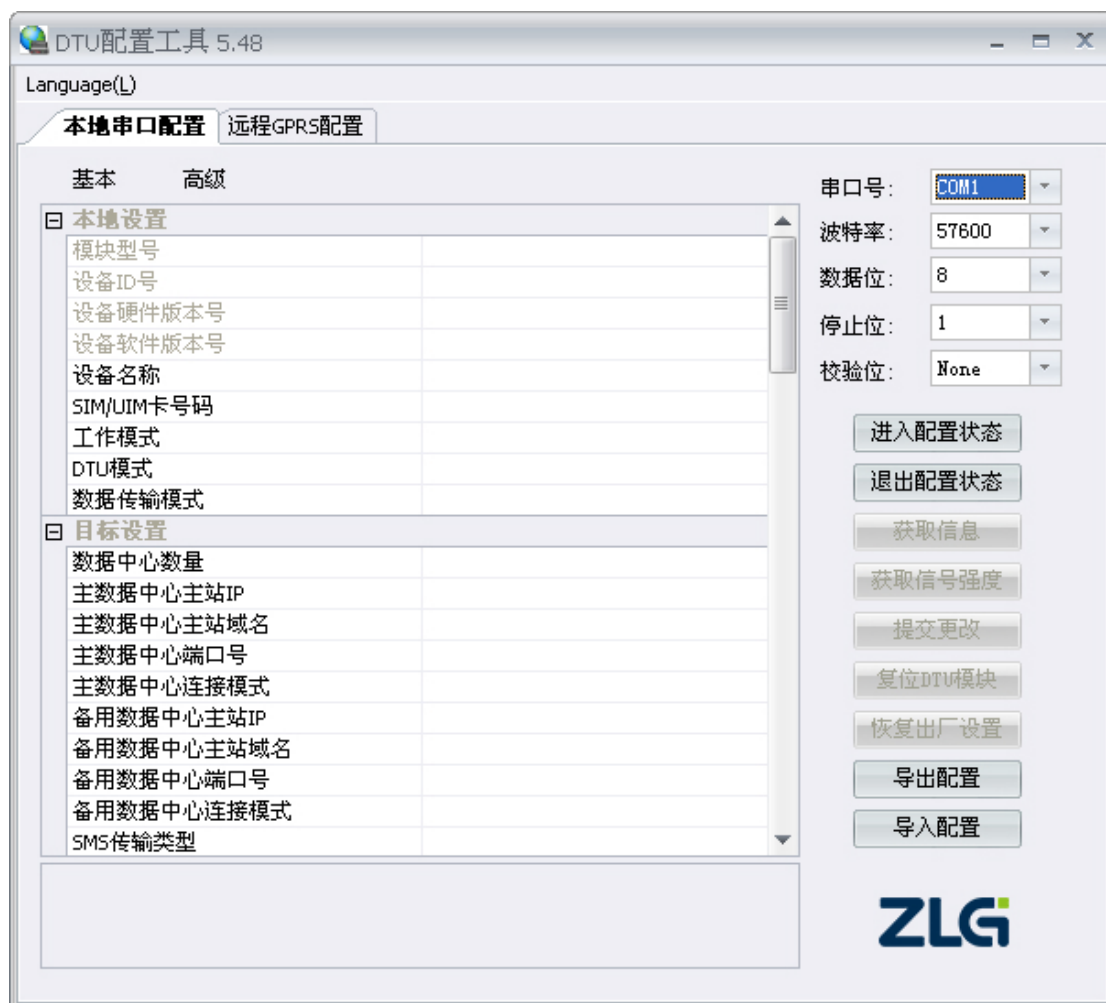 DTU配置工具 5.48
Language(L)
本地串口配置 远程GPRS配置
基本 高级
本地设置
模块型号
设备ID号
设备硬件版本号
设备软件版本号
设备名称
SIM/UIM卡号码
工作模式
DTU模式
数据传输模式
目标设置
数据中心数量
主数据中心主站IP
主数据中心主站域名
主数据中心端口号
主数据中心连接模式
备用数据中心主站IP
备用数据中心主站域名
备用数据中心端口号
备用数据中心连接模式
SMS传输类型
串口号: COM1
波特率: 57600
数据位: 8
停止位: 1
校验位: None
进入配置状态
退出配置状态
获取信息
获取信号强度
提交更改
复位DTU模块
恢复出厂设置
导出配置
导入配置
ZLG